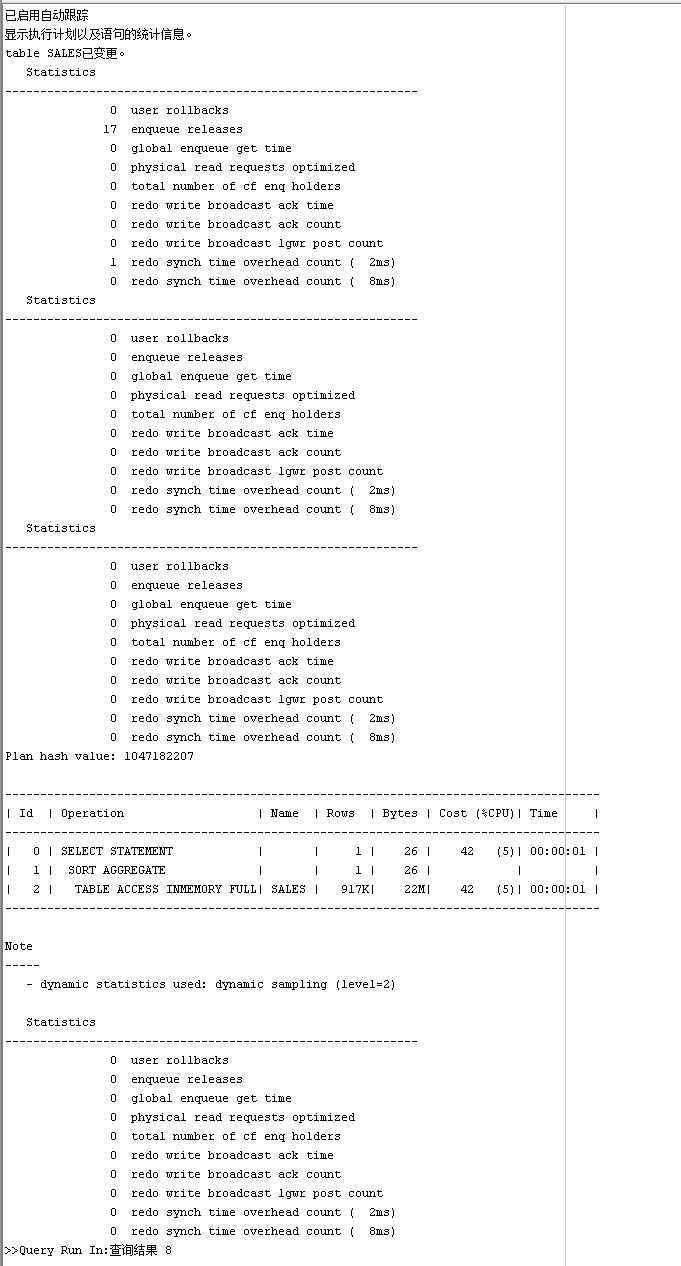 已启用自动跟踪
显示执行计划以及语句的统计信息。
table SALES已变更。
   Statistics
-----------------------------------------------------------
               0  user rollbacks
              17  enqueue releases
               0  global enqueue get time
               0  physical read requests optimized
               0  total number of cf enq holders
               0  redo write broadcast ack time
               0  redo write broadcast ack count
               0  redo write broadcast lgwr post count
               1  redo synch time overhead count (  2ms)
               0  redo synch time overhead count (  8ms)
   Statistics
-----------------------------------------------------------
               0  user rollbacks
               0  enqueue releases
               0  global enqueue get time
               0  physical read requests optimized
               0  total number of cf enq holders
               0  redo write broadcast ack time
               0  redo write broadcast ack count
               0  redo write broadcast lgwr post count
               0  redo synch time overhead count (  2ms)
               0  redo synch time overhead count (  8ms)
   Statistics
-----------------------------------------------------------
               0  user rollbacks
               0  enqueue releases
               0  global enqueue get time
               0  physical read requests optimized
               0  total number of cf enq holders
               0  redo write broadcast ack time
               0  redo write broadcast ack count
               0  redo write broadcast lgwr post count
               0  redo synch time overhead count (  2ms)
               0  redo synch time overhead count (  8ms)
Plan hash value: 1047182207
-------------------------------------------------------------------------------------
| Id  | Operation                   | Name  | Rows  | Bytes | Cost (%CPU)| Time     |
-------------------------------------------------------------------------------------
|   0 | SELECT STATEMENT            |       |     1 |    26 |    42   (5)| 00:00:01 |
|   1 |  SORT AGGREGATE             |       |     1 |    26 |            |          |
|   2 |   TABLE ACCESS INMEMORY FULL| SALES |   917K|    22M|    42   (5)| 00:00:01 |
-------------------------------------------------------------------------------------
Note
-----
   - dynamic statistics used: dynamic sampling (level=2)
   Statistics
-----------------------------------------------------------
               0  user rollbacks
               0  enqueue releases
               0  global enqueue get time
               0  physical read requests optimized
               0  total number of cf enq holders
               0  redo write broadcast ack time
               0  redo write broadcast ack count
               0  redo write broadcast lgwr post count
               0  redo synch time overhead count (  2ms)
               0  redo synch time overhead count (  8ms)
>>Query Run In:查询结果 8